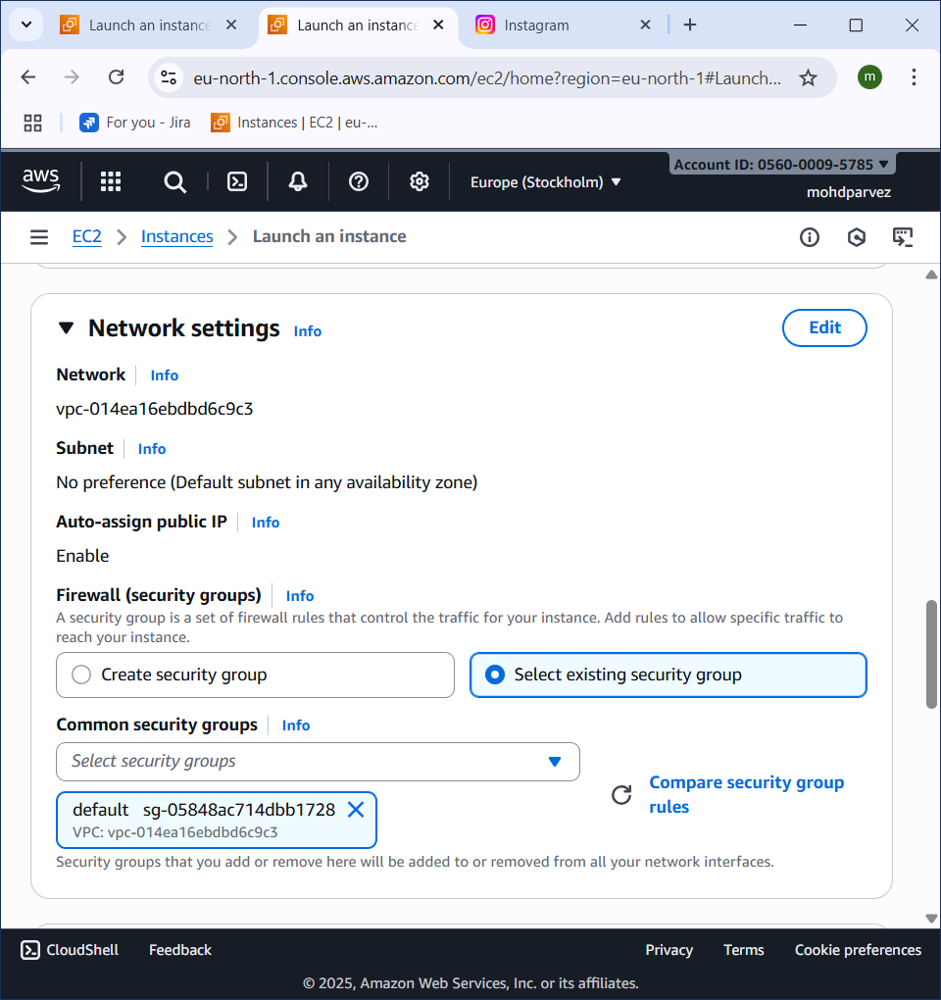 Launch an instance
Launch an instance
Instagram
eu-north-1.console.aws.amazon.com/ec2/home?region=eu-north-1#Launch...
m
For you - Jira
Instances | EC2 | eu-...
aws
Europe (Stockholm)
Account ID: 0560-0009-5785
mohdparvez
EC2
Instances
Launch an instance
Network settings Info
Edit
Network Info
vpc-014ea16ebdbd6c9c3
Subnet Info
No preference (Default subnet in any availability zone)
Auto-assign public IP Info
Enable
Firewall (security groups) Info
A security group is a set of firewall rules that control the traffic for your instance. Add rules to allow specific traffic to
reach your instance.
Create security group
Select existing security group
Common security groups Info
Select security groups
Compare security group
rules
default sg-05848ac714dbb1728
VPC: vpc-014ea16ebdbd6c9c3
Security groups that you add or remove here will be added to or removed from all your network interfaces.
CloudShell Feedback Privacy Terms Cookie preferences
© 2025, Amazon Web Services, Inc. or its affiliates.